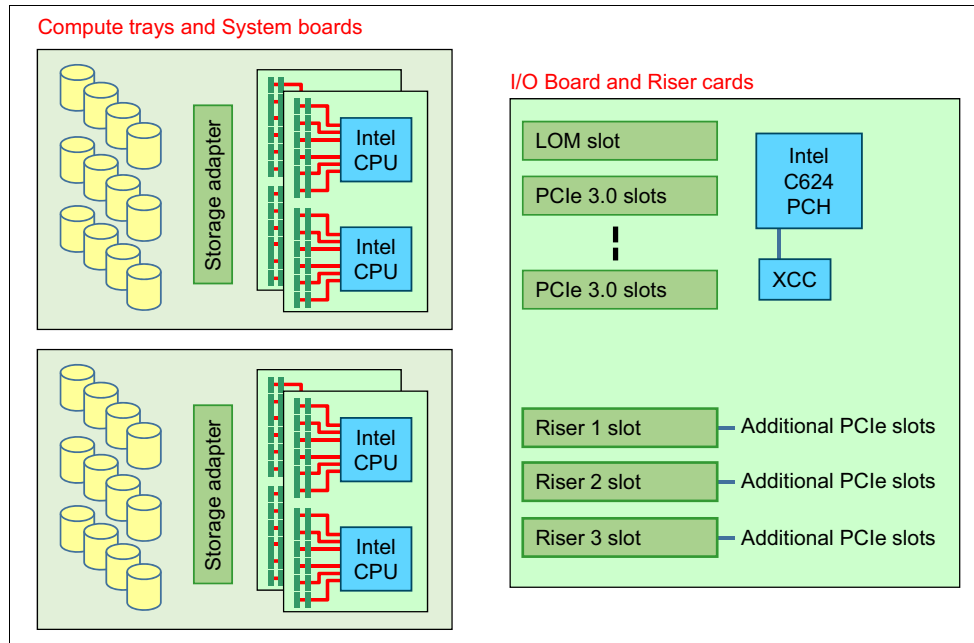 Compute trays and System boards
Storage adapter
Intel
CPU
Intel
CPU
Storage adapter
Intel
CPU
Intel
CPU
I/O Board and Riser cards
LOM slot
PCIe 3.0 slots
PCIe 3.0 slots
Intel
C624
PCH
XCC
Riser 1 slot
Additional PCIe slots
Riser 2 slot
Additional PCIe slots
Riser 3 slot
Additional PCIe slots